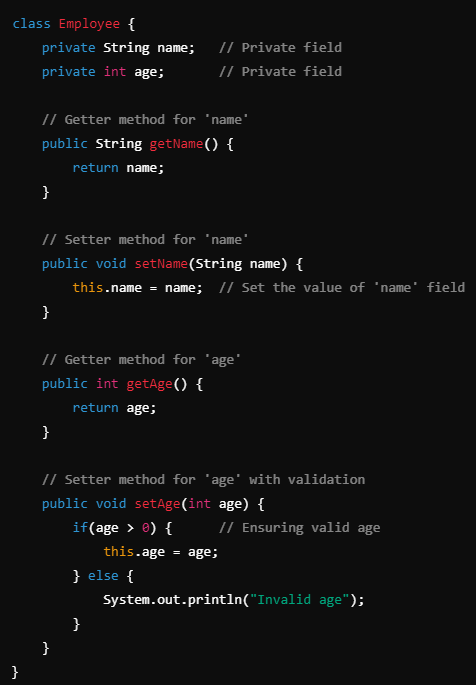 class Employee {
    private String name;   // Private field
    private int age;       // Private field

    // Getter method for 'name'
    public String getName() {
        return name;
    }

    // Setter method for 'name'
    public void setName(String name) {
        this.name = name;  // Set the value of 'name' field
    }

    // Getter method for 'age'
    public int getAge() {
        return age;
    }

    // Setter method for 'age' with validation
    public void setAge(int age) {
        if(age > 0) {      // Ensuring valid age
            this.age = age;
        } else {
            System.out.println("Invalid age");
        }
    }
}